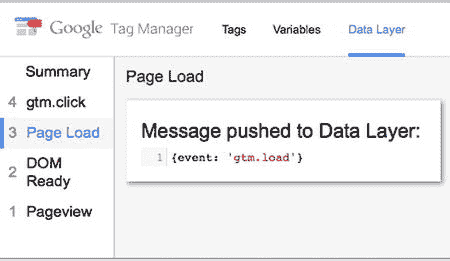 Google Tag Manager Tags Variables Data Layer
Summary
4 gtm.click
3 Page Load
2 DOM
Ready
1 Pageview
Page Load
Message pushed to Data Layer:
1 {event: 'gtm.load'}